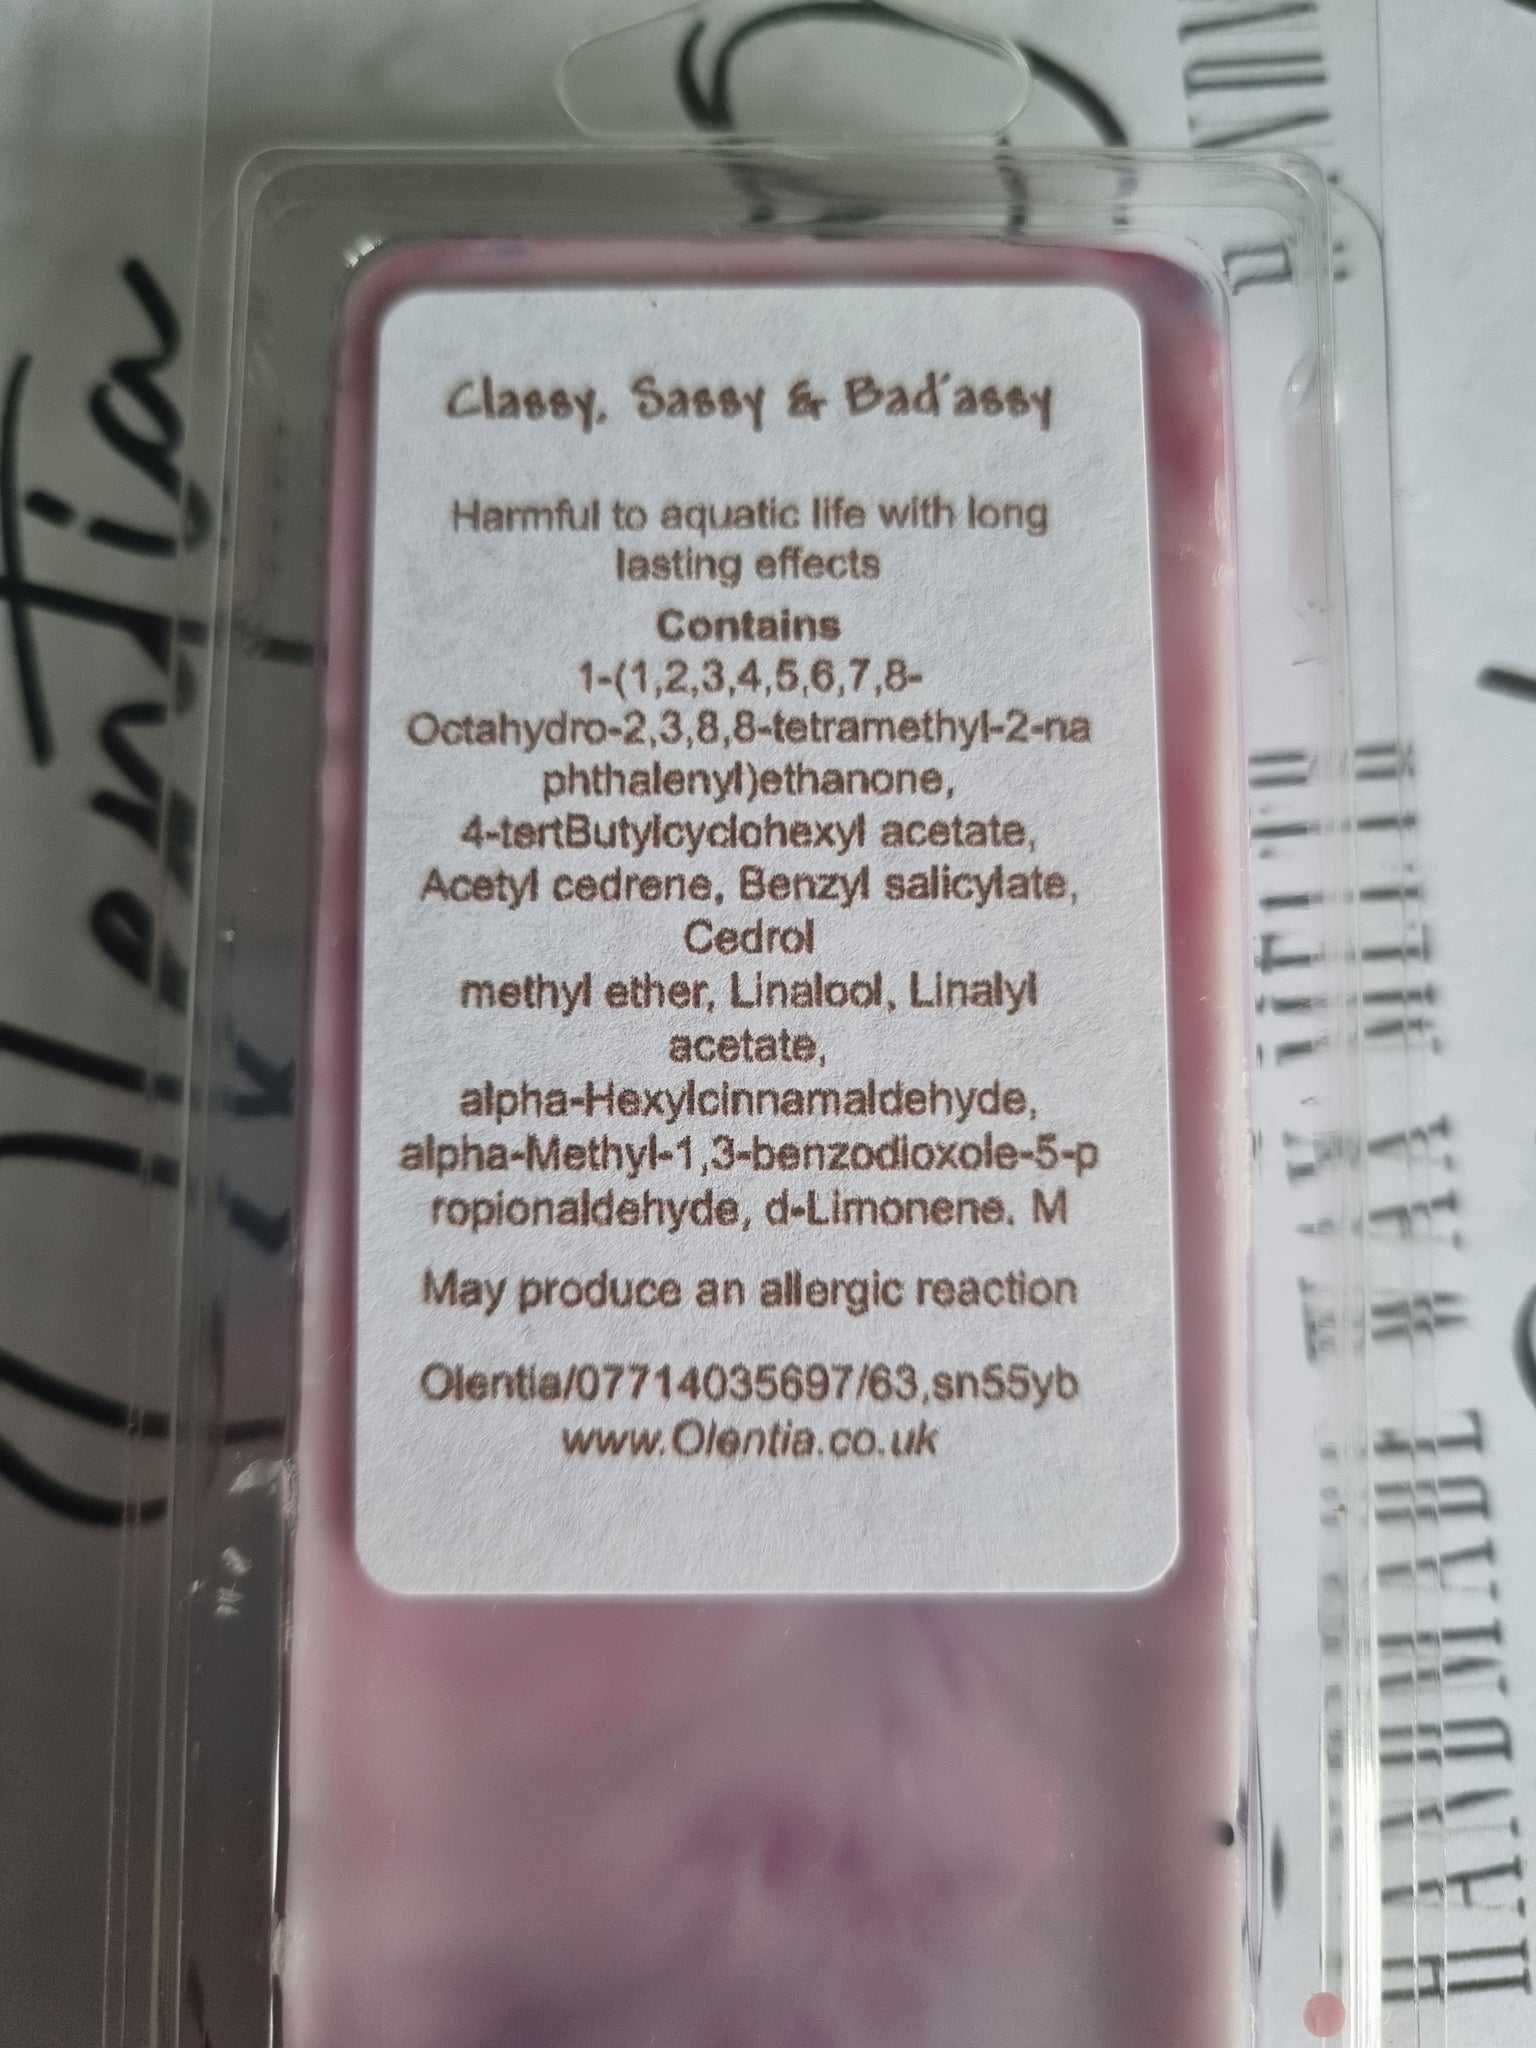 Classy, Sassy & Bad'assy
Harmful to aquatic life with long
lasting effects
Contains
1-(1,2,3,4,5,6,7,8-
Octahydro-2,3,8,8-tetramethyl-2-na
phthalenyl)ethanone,
4-tertButylcyclohexyl acetate,
Acetyl cedrene, Benzyl salicylate,
Cedrol
methyl ether, Linalool, Linalyl
acetate,
alpha-Hexylcinnamaldehyde,
alpha-Methyl-1,3-benzodioxole-5-p
ropionaldehyde, d-Limonene. M
May produce an allergic reaction
Olentia/07714035697/63,sn55yb
www.Olentia.co.uk
Olentia
HANDMADE WAX